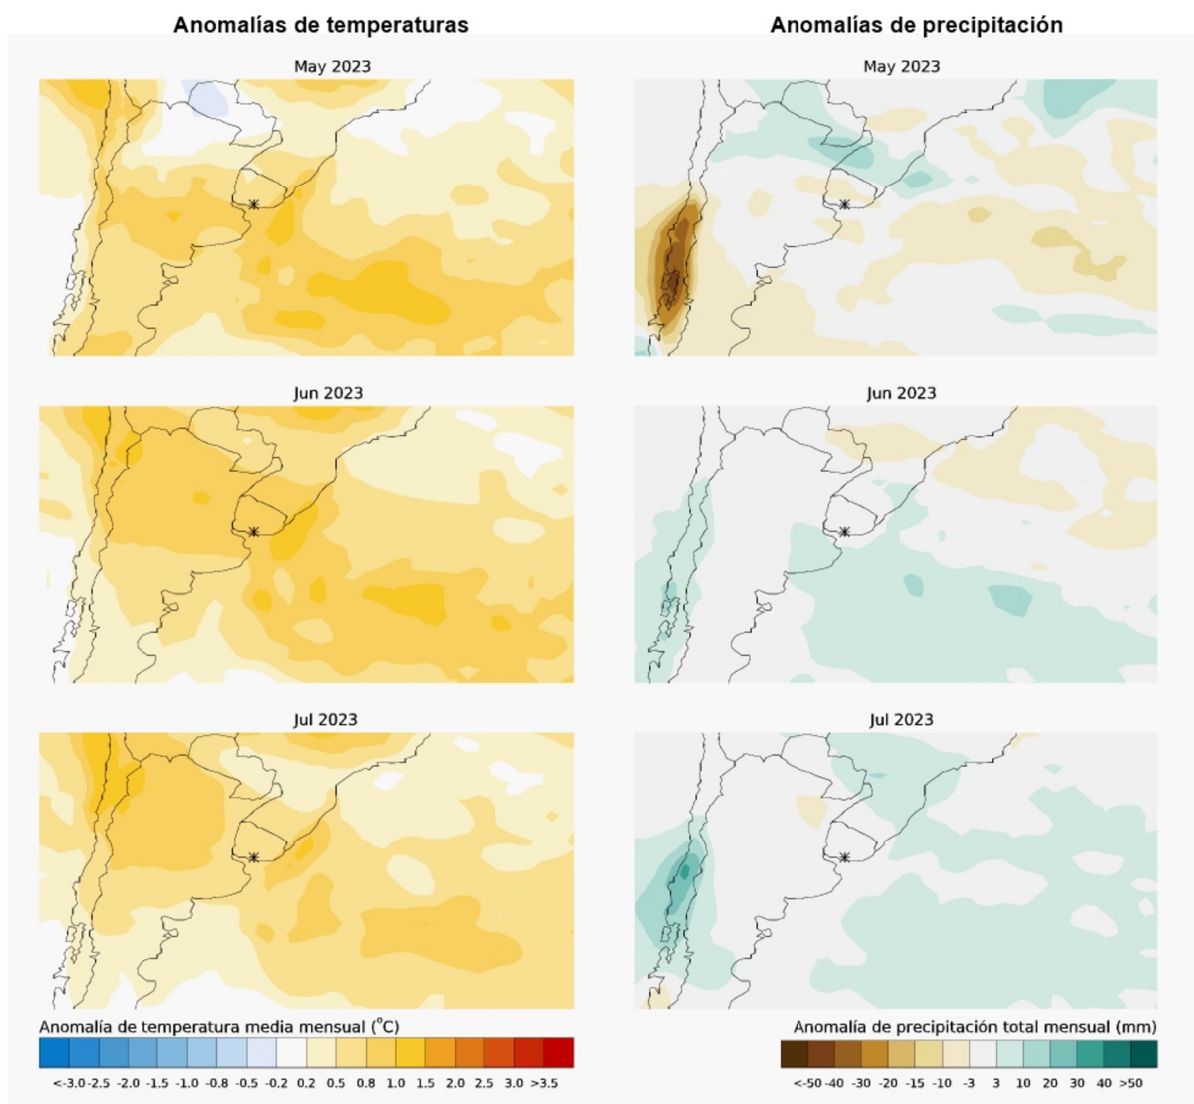 Anomalías de temperaturas
Anomalías de precipitación
May 2023
May 2023
Jun 2023
Jun 2023
Jul 2023
Jul 2023
Anomalía de temperatura media mensual (°C)
<-3.0 -2.5 -2.0 -1.5 -1.0 -0.8 -0.5 -0.2 0.2 0.5 0.8 1.0 1.5 2.0 2.5 3.0 >3.5
Anomalía de precipitación total mensual (mm)
<-50 -40 -30 -20 -15 -10 -3 3 10 20 30 40 >50